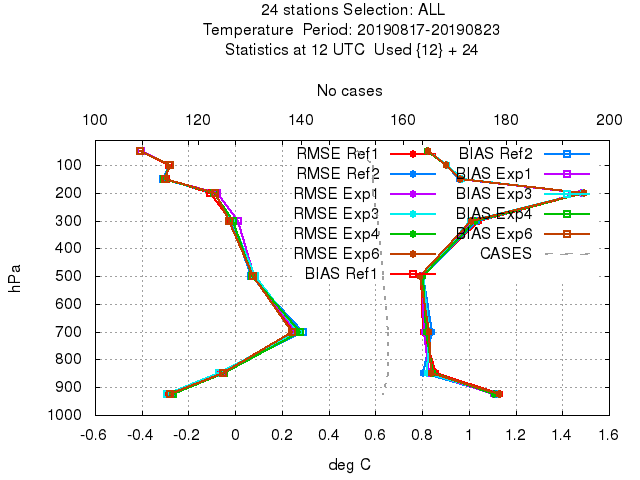 24 stations Selection: ALL
Temperature  Period: 20190817-20190823
Statistics at 12 UTC  Used {12} + 24
No cases
100 120 140 160 180 200
RMSE Ref1 BIAS Ref2
100 RMSE Ref2 BIAS Exp1
200 RMSE Exp1 BIAS Exp3
300 RMSE Exp3 BIAS Exp4
RMSE Exp4 BIAS Exp6
400 RMSE Exp6 CASES
500 BIAS Ref1
hPa
600
700
800
900
1000
-0.6 -0.4 -0.2 0 0.2 0.4 0.6 0.8 1 1.2 1.4 1.6
deg C